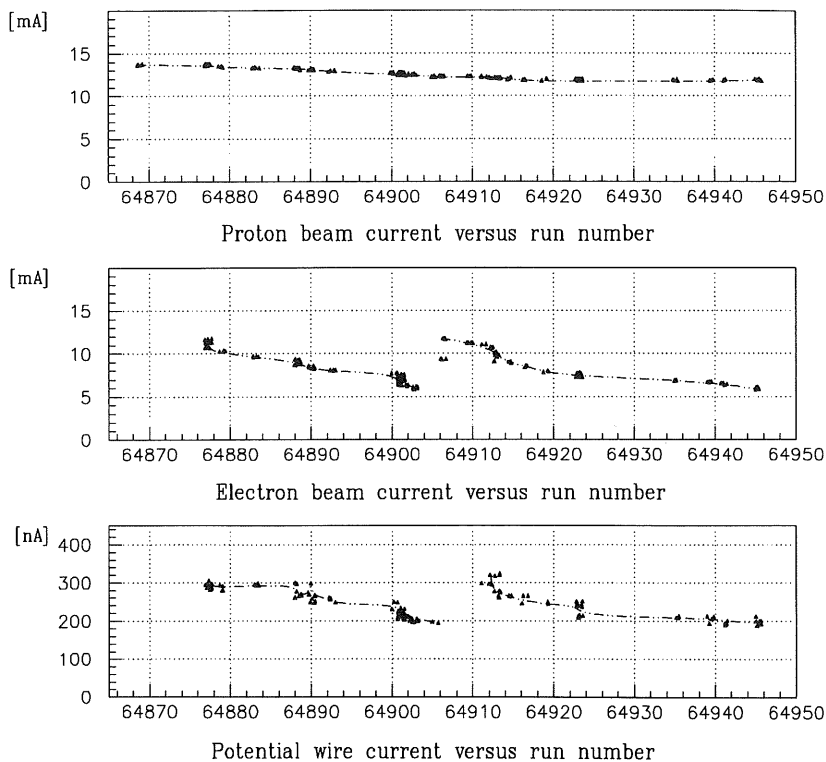 [mA]
15
10
5
0
64870 64880 64890 64900 64910 64920 64930 64940 64950
Proton beam current versus run number
[mA]
15
10
5
0
64870 64880 64890 64900 64910 64920 64930 64940 64950
Electron beam current versus run number
[nA]
400
300
200
100
0
64870 64880 64890 64900 64910 64920 64930 64940 64950
Potential wire current versus run number